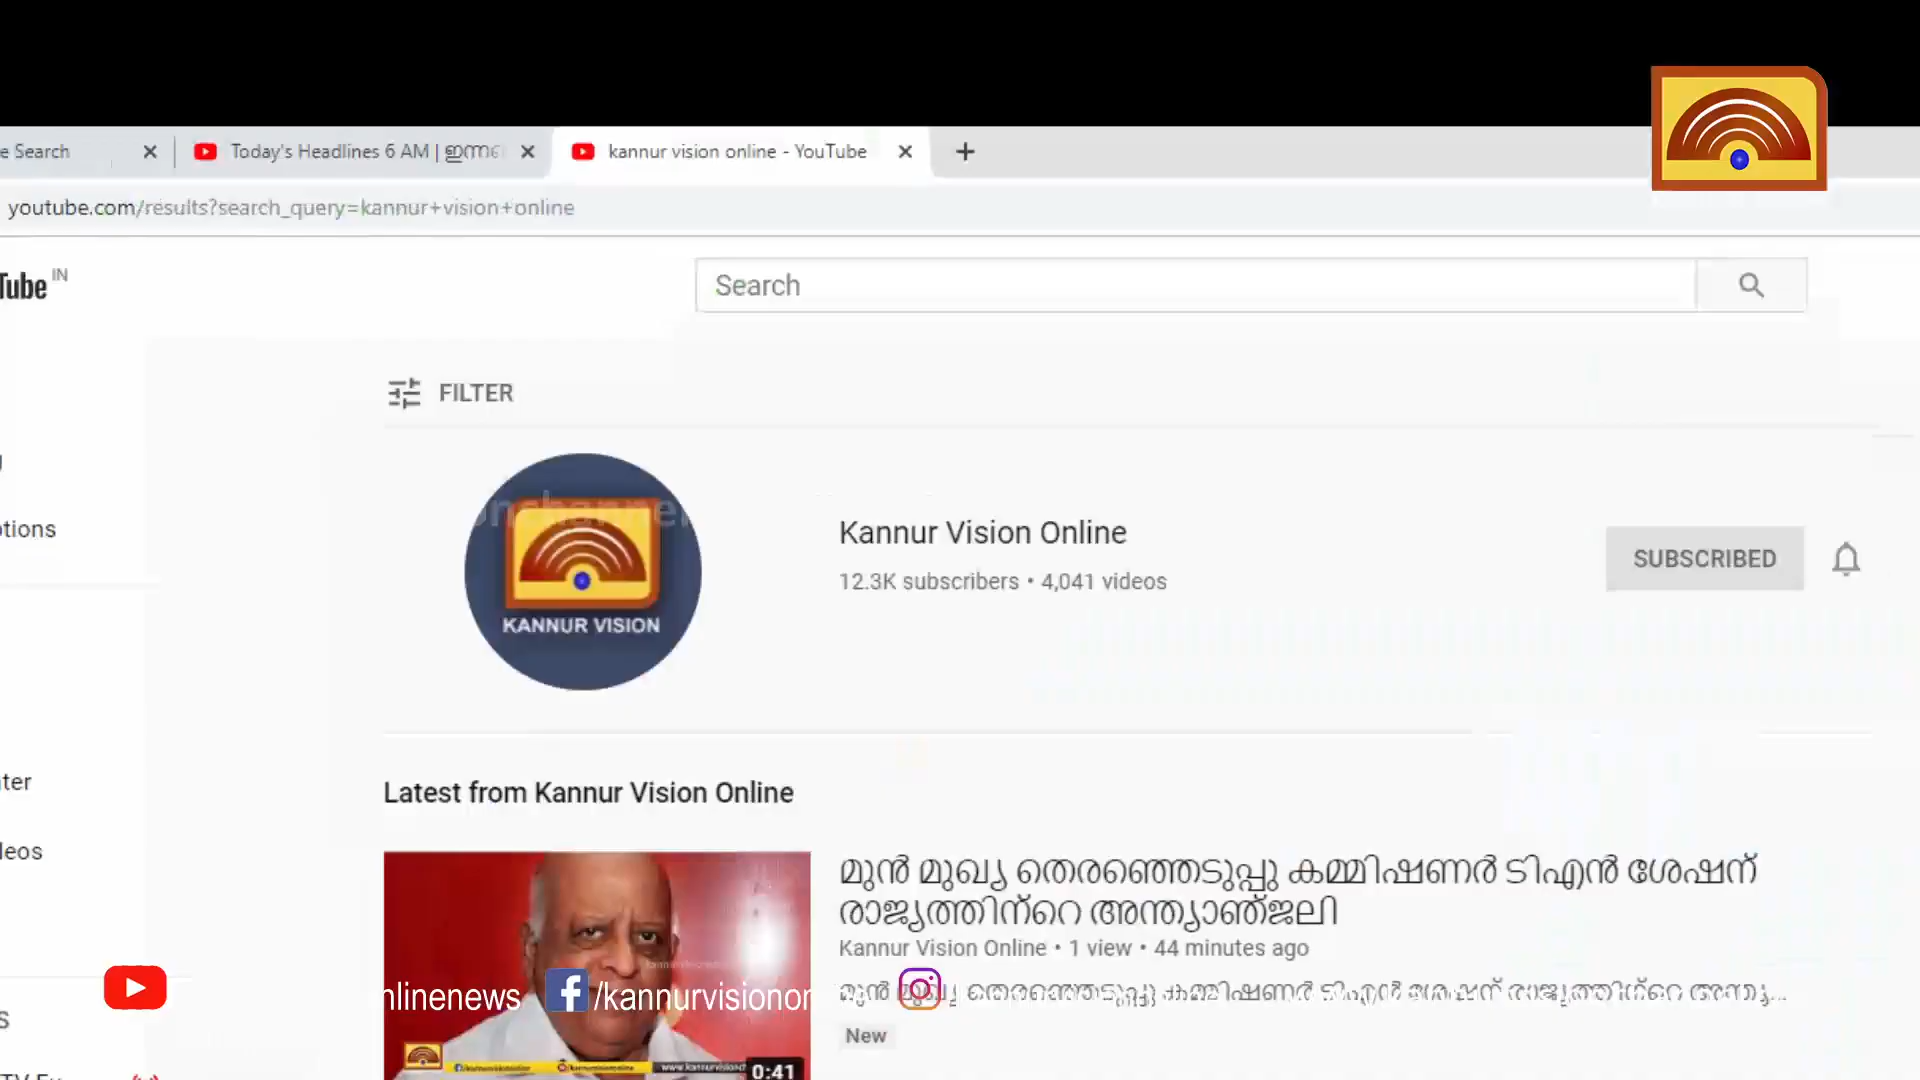 e Search
Today's Headlines 6 AM |
kannur vision online - YouTube
youtube.com/results?search_query=kannur+vision+online
Tube IN
Search
FILTER
otions
KANNUR VISION
Kannur Vision Online
12.3K subscribers • 4,041 videos
SUBSCRIBED
Latest from Kannur Vision Online
മുൻ മുഖ്യ തെരഞ്ഞെടുപ്പു കമ്മിഷണർ ടിഎൻ ശേഷന്
രാജ്യത്തിന്റെ അന്ത്യാഞ്ജലി
Kannur Vision Online • 1 view • 44 minutes ago
nlinenews
/kannurvisionon
New
0:41